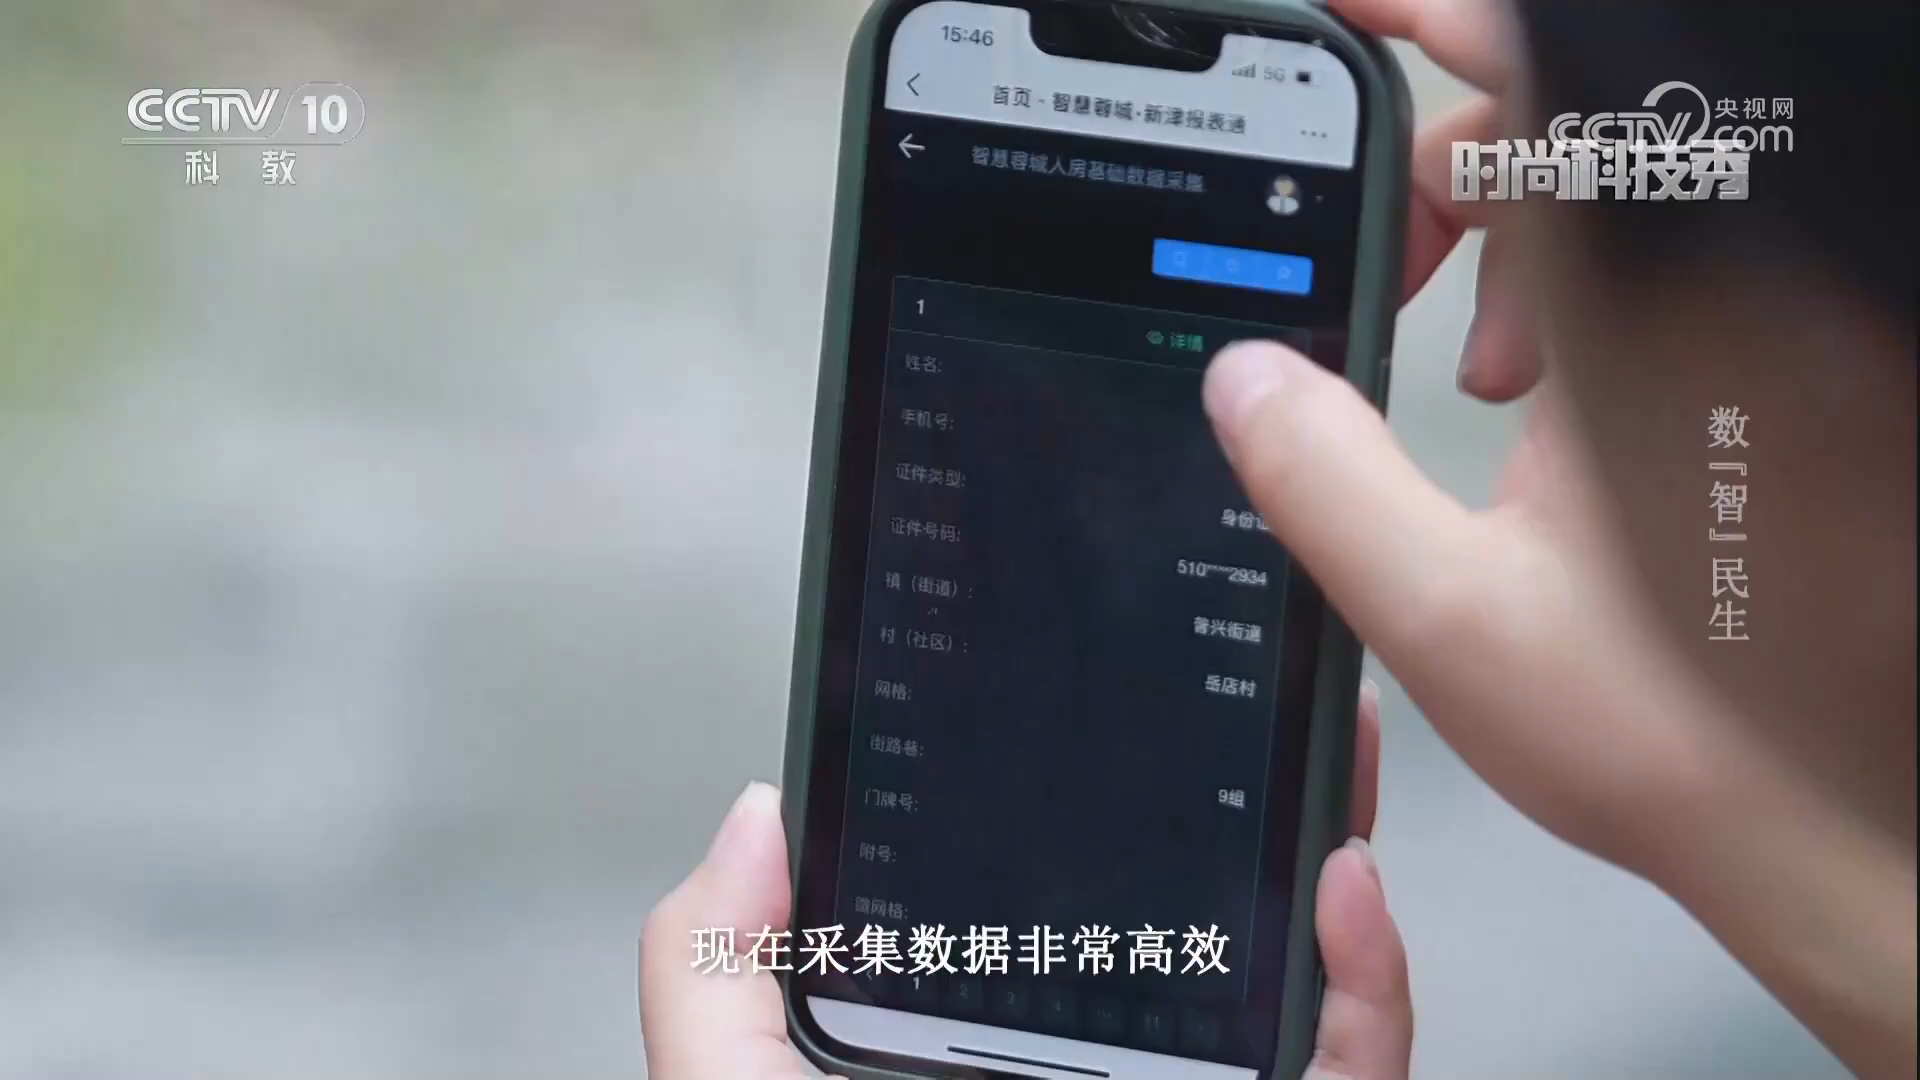 CCTV 10
科教
央视网
CCTV.com
时尚科技秀
数『智』民生
15:46
5G
首页 - 智慧蓉城·新津报表通
智慧蓉城人房基础数据采集
1
详情
姓名:
手机号:
证件类型:
身份证
证件号码:
510****2934
镇（街道）:
普兴街道
村（社区）:
岳店村
网格:
街路巷:
9组
门牌号:
附号:
微网格:
现在采集数据非常高效
1 2 3 4 ... 11